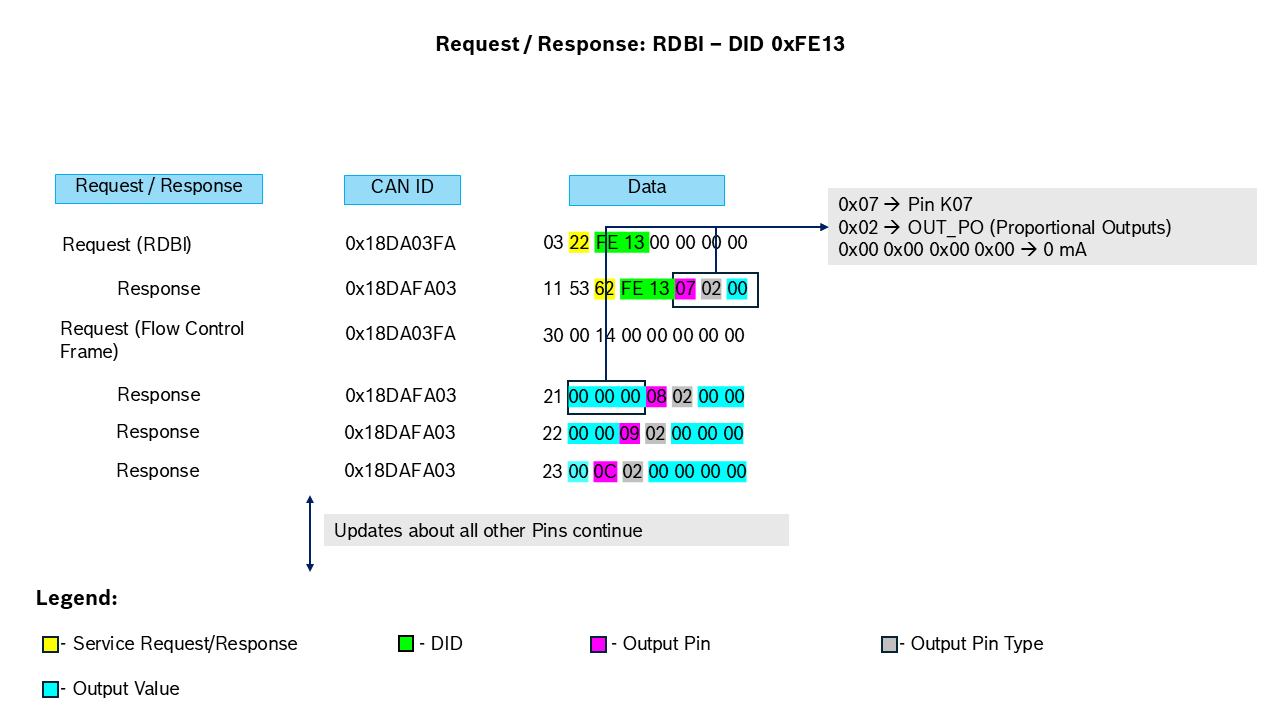 Request / Response: RDBI – DID 0xFE13
Request / Response CAN ID Data
0x07 → Pin K07
0x02 → OUT_PO (Proportional Outputs)
0x00 0x00 0x00 0x00 → 0 mA
Request (RDBI) 0x18DA03FA 03 22 FE 13 00 00 00 00
Response 0x18DAFA03 11 53 62 FE 13 07 02 00
Request (Flow Control
Frame) 0x18DA03FA 30 00 14 00 00 00 00 00
Response 0x18DAFA03 21 00 00 00 08 02 00 00
Response 0x18DAFA03 22 00 00 09 02 00 00 00
Response 0x18DAFA03 23 00 0C 02 00 00 00 00
Updates about all other Pins continue
Legend:
- Service Request/Response - DID - Output Pin - Output Pin Type
- Output Value